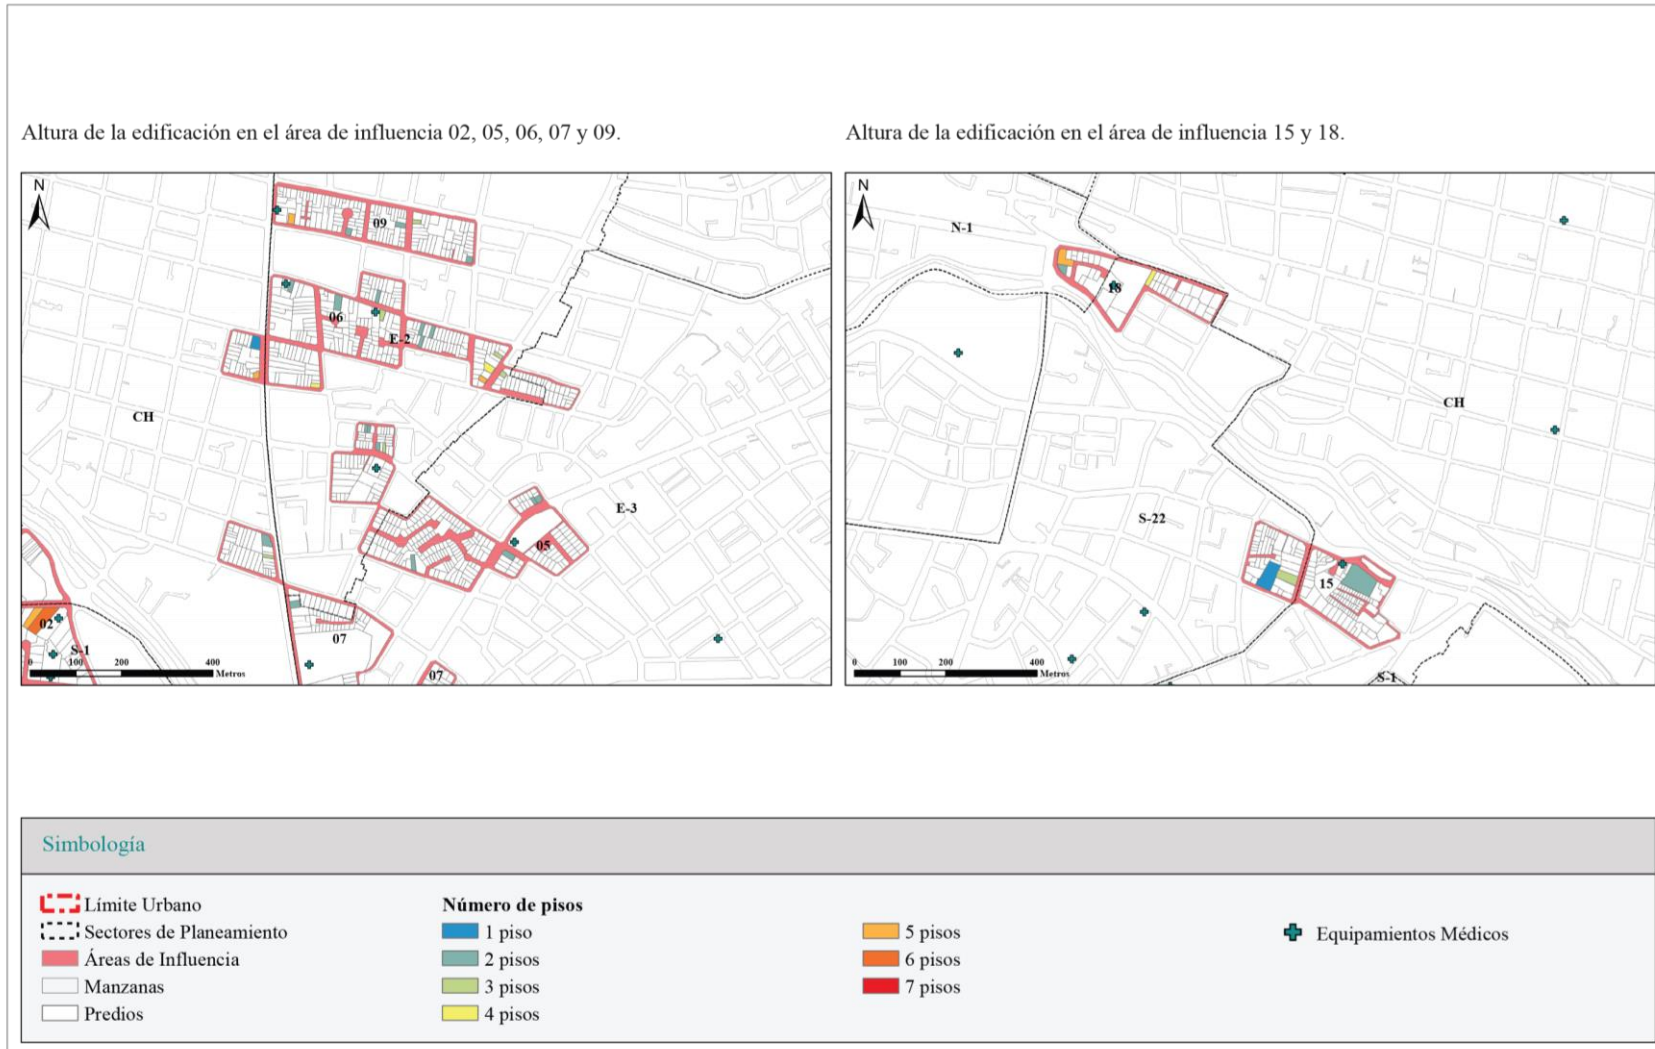 Altura de la edificación en el área de influencia 02, 05, 06, 07 y 09.
N
09
06
E-2
CH
E-3
05
02
S-1
07
07
0 100 200 400
Metros
Altura de la edificación en el área de influencia 15 y 18.
N
N-1
18
CH
S-22
15
S-1
0 100 200 400
Metros
Simbología
Límite Urbano
Sectores de Planeamiento
Áreas de Influencia
Manzanas
Predios
Número de pisos
1 piso
2 pisos
3 pisos
4 pisos
5 pisos
6 pisos
7 pisos
Equipamientos Médicos